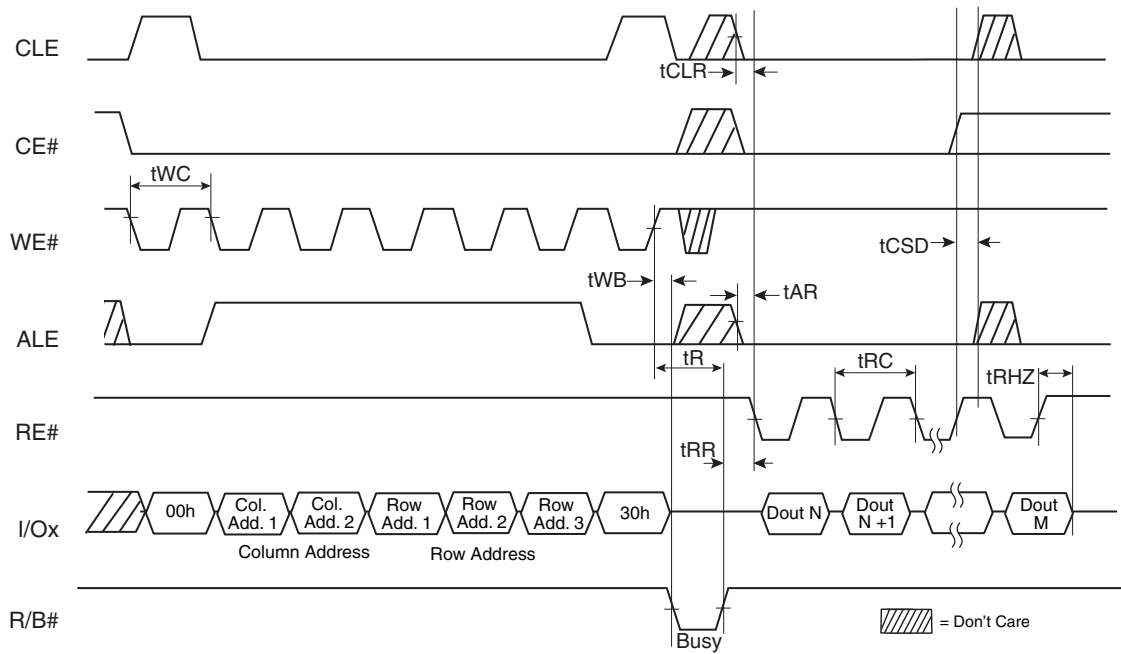 CLE
tCLR
CE#
tWC
WE#
tCSD
tWB
tAR
ALE
tR
tRC
tRHZ
RE#
tRR
I/Ox
00h
Col.
Add. 1
Col.
Add. 2
Row
Add. 1
Row
Add. 2
Row
Add. 3
30h
Dout N
Dout
N +1
Dout
M
Column Address
Row Address
R/B#
Busy
= Don't Care